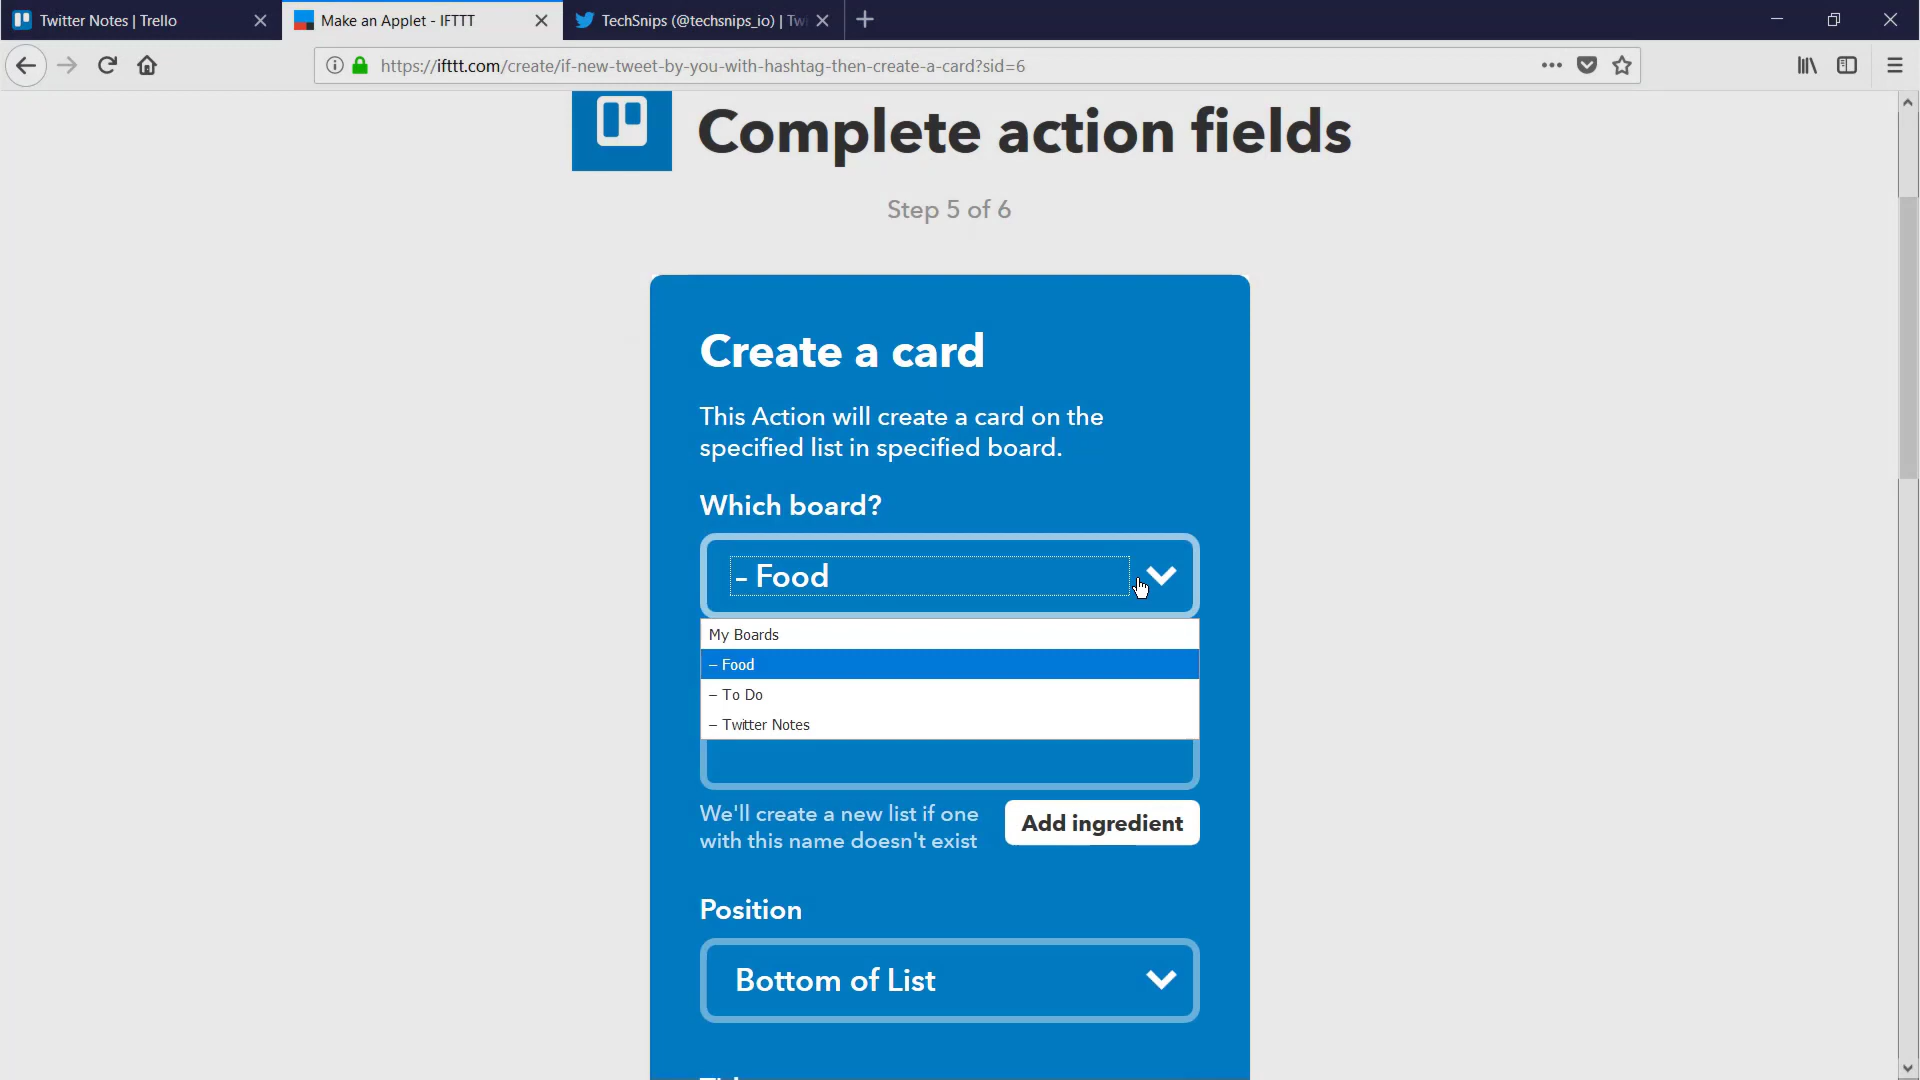 Twitter Notes | Trello
Make an Applet - IFTTT
TechSnips (@techsnips_io) | Tw
https://ifttt.com/create/if-new-tweet-by-you-with-hashtag-then-create-a-card?sid=6
Complete action fields
Step 5 of 6
Create a card
This Action will create a card on the
specified list in specified board.
Which board?
– Food
My Boards
– Food
– To Do
– Twitter Notes
We'll create a new list if one
with this name doesn't exist
Add ingredient
Position
Bottom of List